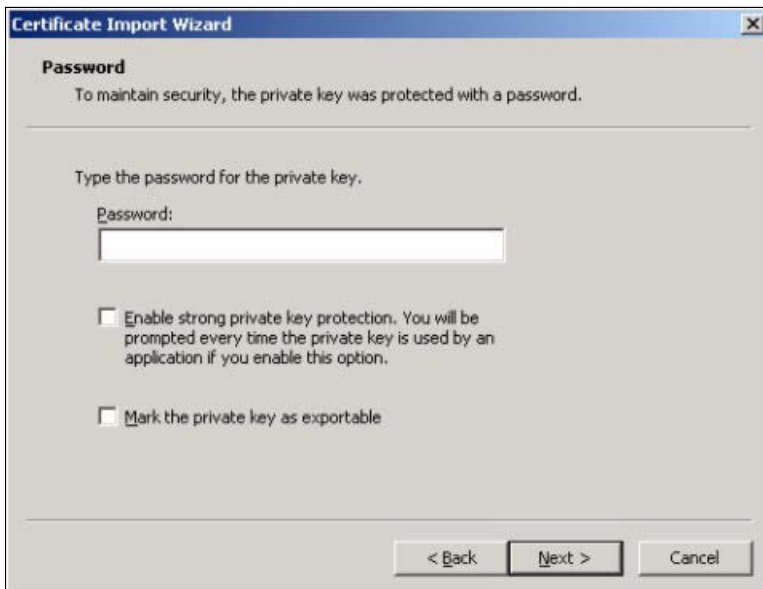 Certificate Import Wizard
Password
To maintain security, the private key was protected with a password.
Type the password for the private key.
Password:
Enable strong private key protection. You will be
prompted every time the private key is used by an
application if you enable this option.
Mark the private key as exportable
< Back Next > Cancel